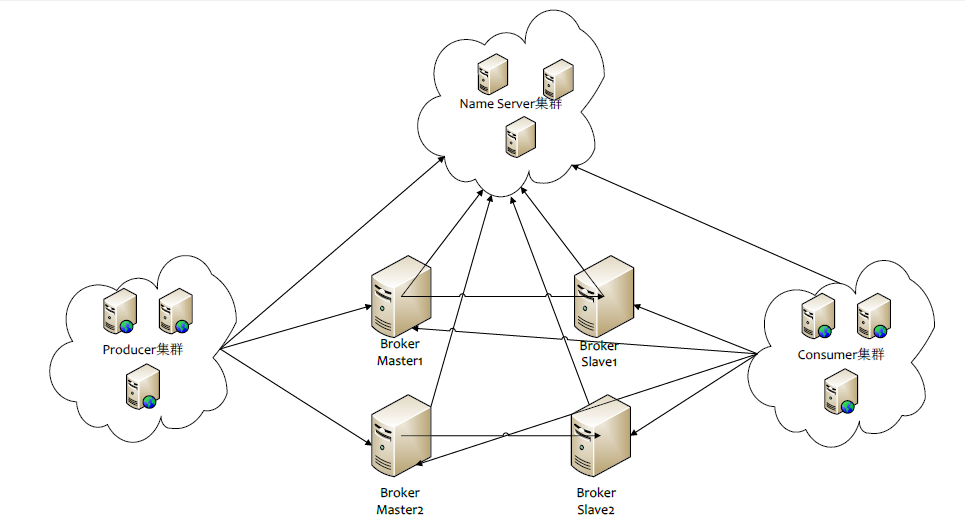 Name Server集群
Producer集群
Broker
Master1
Broker
Slave1
Consumer集群
Broker
Master2
Broker
Slave2